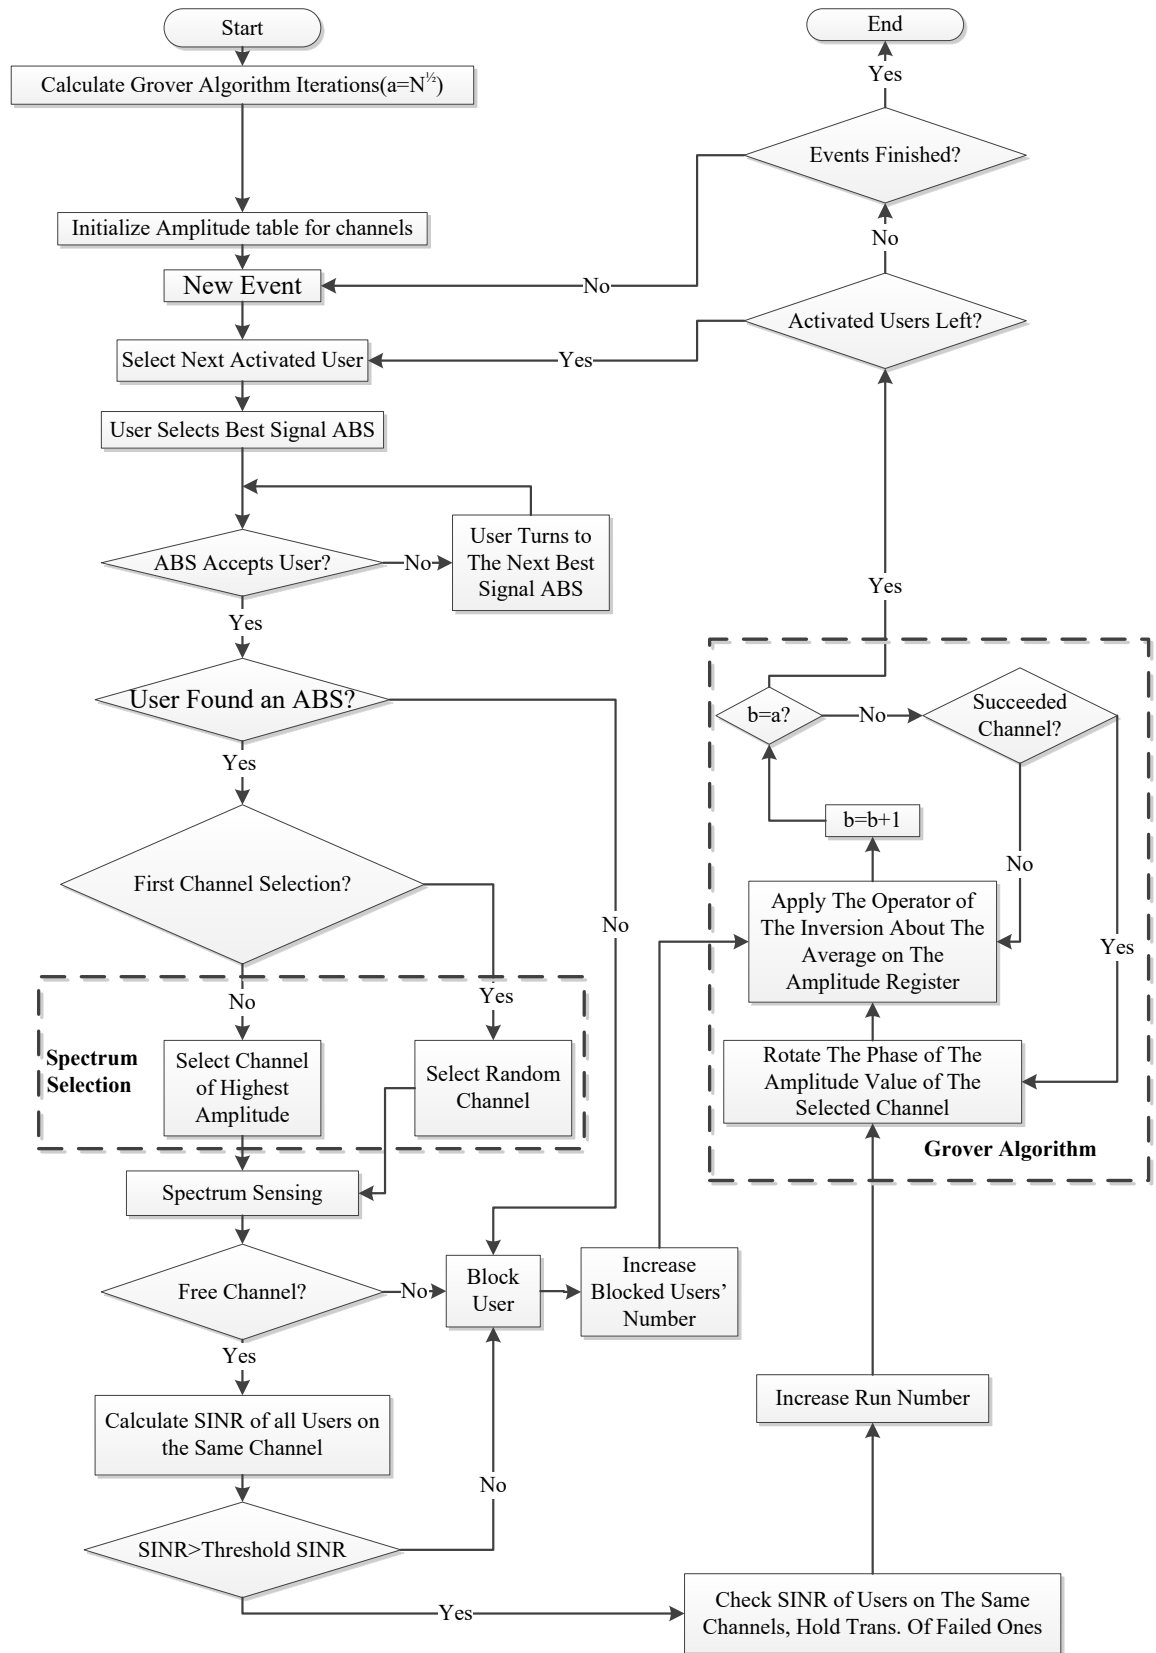 Start
Calculate Grover Algorithm Iterations(a=N½)
Initialize Amplitude table for channels
New Event
Select Next Activated User
User Selects Best Signal ABS
ABS Accepts User?
No
User Turns to
The Next Best
Signal ABS
Yes
User Found an ABS?
No
Yes
First Channel Selection?
No
Yes
Spectrum
Selection
Select Channel
of Highest
Amplitude
Select Random
Channel
Spectrum Sensing
Free Channel?
No
Block
User
Increase
Blocked Users’
Number
Yes
Calculate SINR of all Users on
the Same Channel
SINR>Threshold SINR
No
Yes
Check SINR of Users on The Same
Channels, Hold Trans. Of Failed Ones
Increase Run Number
Grover Algorithm
Rotate The Phase of The
Amplitude Value of The
Selected Channel
Apply The Operator of
The Inversion About The
Average on The
Amplitude Register
b=b+1
b=a?
No
Succeeded
Channel?
No
Yes
Yes
Activated Users Left?
Yes
No
Events Finished?
No
Yes
End